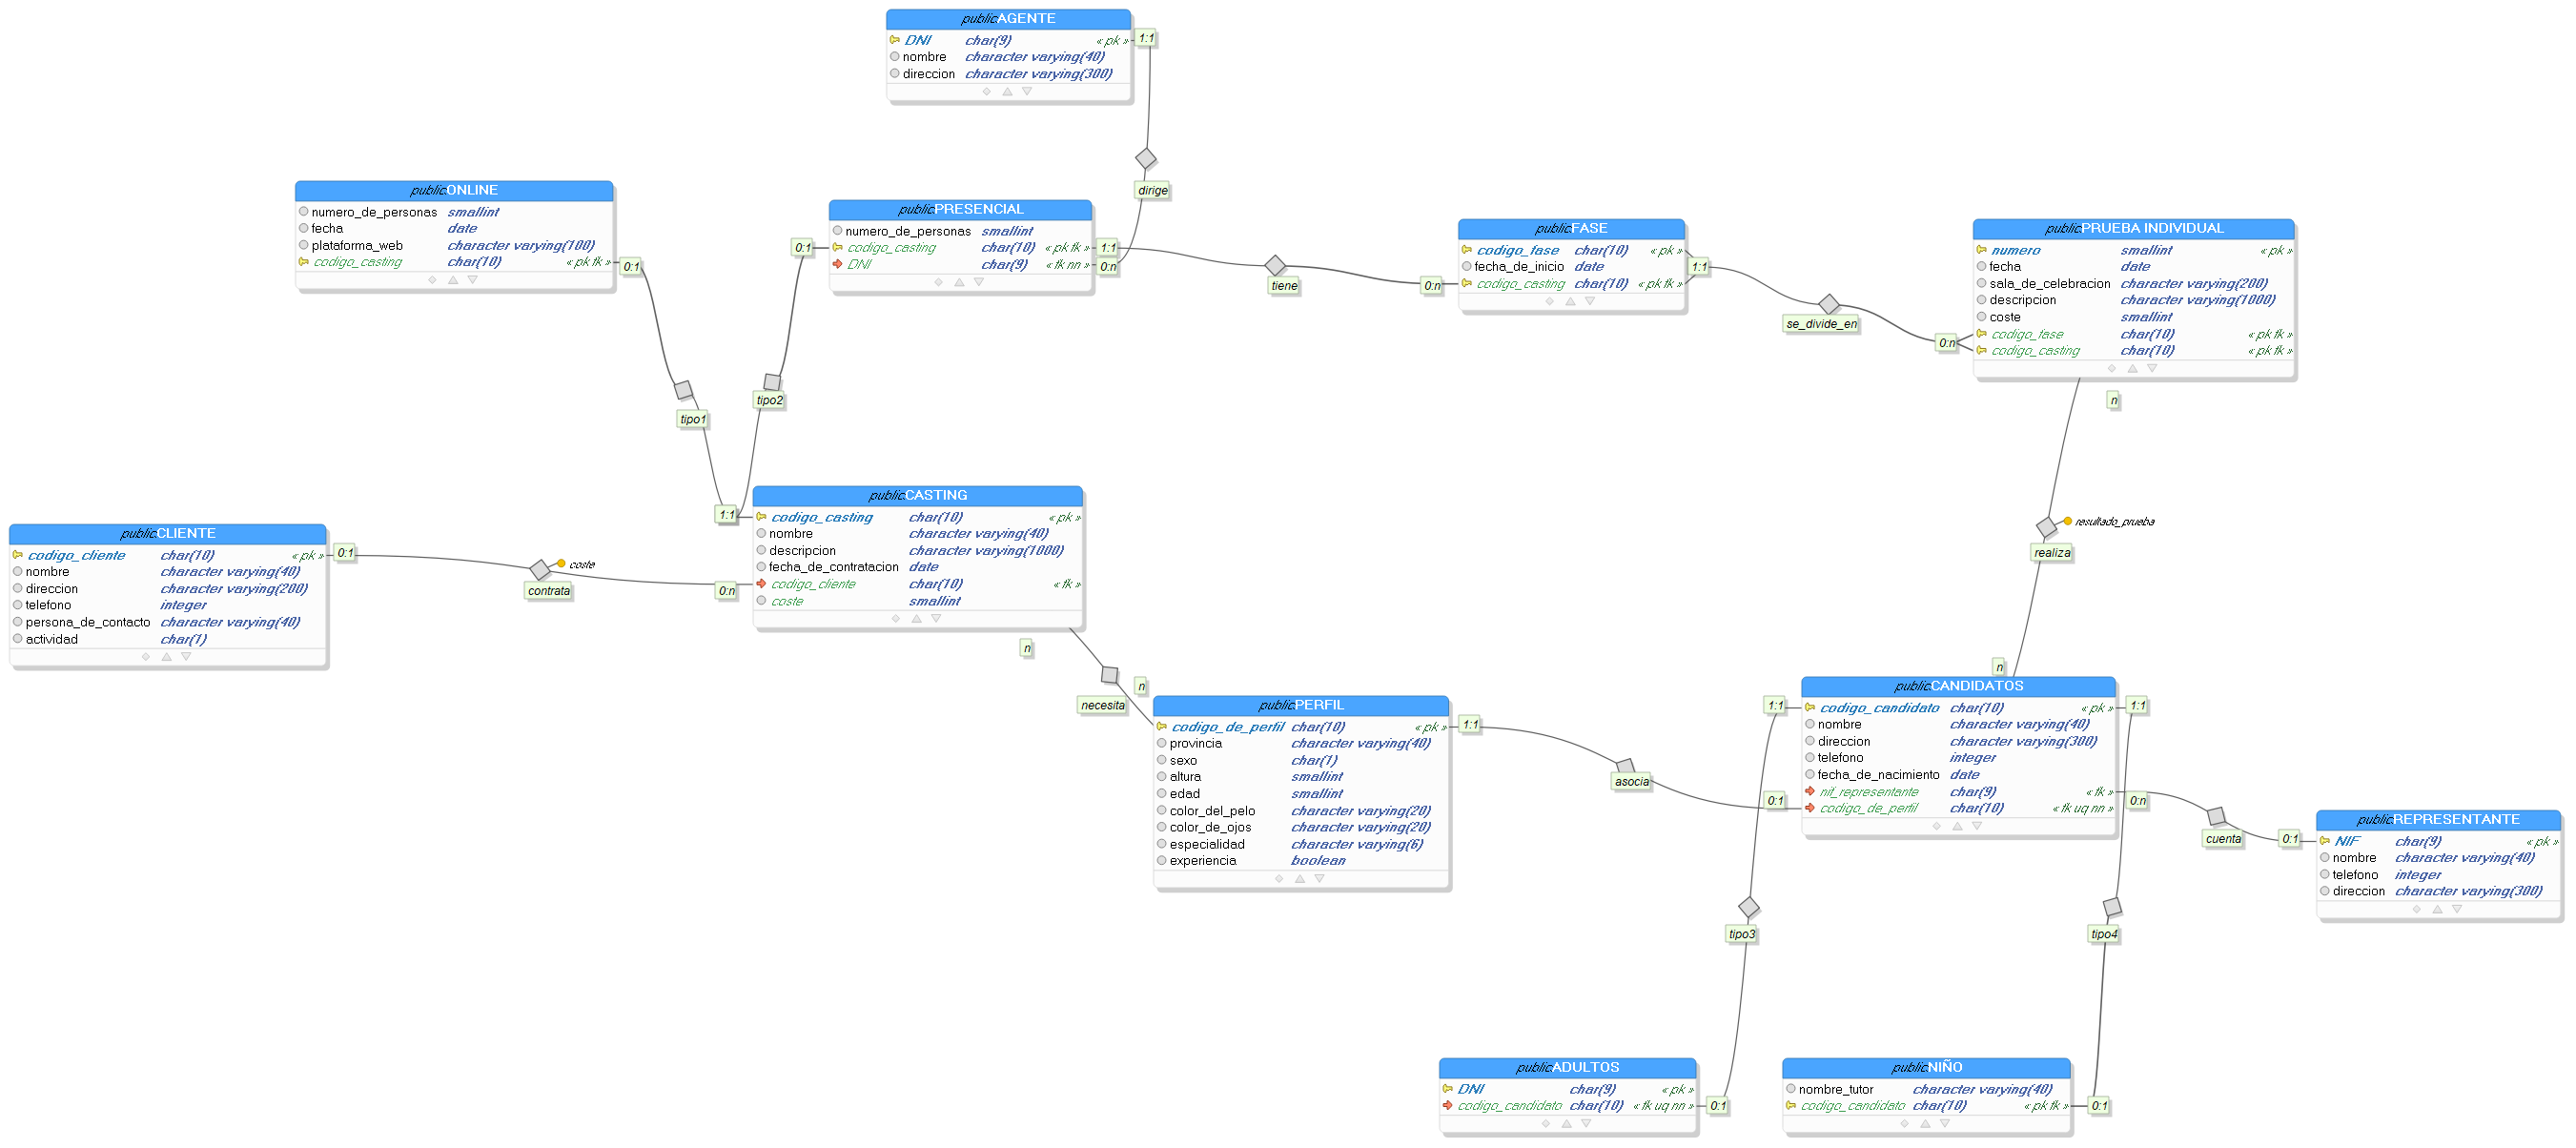 public.AGENTE
DNI char(9) « pk »
nombre character varying(40)
direccion character varying(300)
1:1
dirige
public.ONLINE
numero_de_personas smallint
fecha date
plataforma_web character varying(100)
codigo_casting char(10) « pk fk »
0:1
tipo1
public.PRESENCIAL
numero_de_personas smallint
codigo_casting char(10) « pk fk »
DNI char(9) « fk nn »
0:1
1:1
0:n
tipo2
tiene
0:n
public.FASE
codigo_fase char(10) « pk »
fecha_de_inicio date
codigo_casting char(10) « pk fk »
1:1
se_divide_en
0:n
public.PRUEBA INDIVIDUAL
numero smallint « pk »
fecha date
sala_de_celebracion character varying(200)
descripcion character varying(1000)
coste smallint
codigo_fase char(10) « pk fk »
codigo_casting char(10) « pk fk »
n
resultado_prueba
realiza
n
public.CLIENTE
codigo_cliente char(10) « pk »
nombre character varying(40)
direccion character varying(200)
telefono integer
persona_de_contacto character varying(40)
actividad char(1)
0:1
coste
contrata
0:n
1:1
public.CASTING
codigo_casting char(10) « pk »
nombre character varying(40)
descripcion character varying(1000)
fecha_de_contratacion date
codigo_cliente char(10) « fk »
coste smallint
n
necesita
n
public.PERFIL
codigo_de_perfil char(10) « pk »
provincia character varying(40)
sexo char(1)
altura smallint
edad smallint
color_del_pelo character varying(20)
color_de_ojos character varying(20)
especialidad character varying(6)
experiencia boolean
1:1
asocia
0:1
1:1
public.CANDIDATOS
codigo_candidato char(10) « pk »
nombre character varying(40)
direccion character varying(300)
telefono integer
fecha_de_nacimiento date
nif_representante char(9) « fk »
codigo_de_perfil char(10) « fk uq nn »
1:1
0:n
cuenta
0:1
public.REPRESENTANTE
NIF char(9) « pk »
nombre character varying(40)
telefono integer
direccion character varying(300)
tipo3
tipo4
public.ADULTOS
DNI char(9) « pk »
codigo_candidato char(10) « fk uq nn »
0:1
public.NIÑO
nombre_tutor character varying(40)
codigo_candidato char(10) « pk fk »
0:1